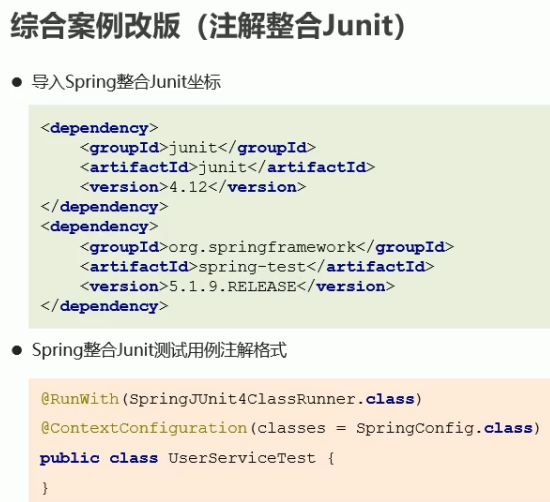 综合案例改版（注解整合Junit）
● 导入Spring整合Junit坐标
<dependency>
    <groupId>junit</groupId>
    <artifactId>junit</artifactId>
    <version>4.12</version>
</dependency>
<dependency>
    <groupId>org.springframework</groupId>
    <artifactId>spring-test</artifactId>
    <version>5.1.9.RELEASE</version>
</dependency>
● Spring整合Junit测试用例注解格式
@RunWith(SpringJUnit4ClassRunner.class)
@ContextConfiguration(classes = SpringConfig.class)
public class UserServiceTest {
}